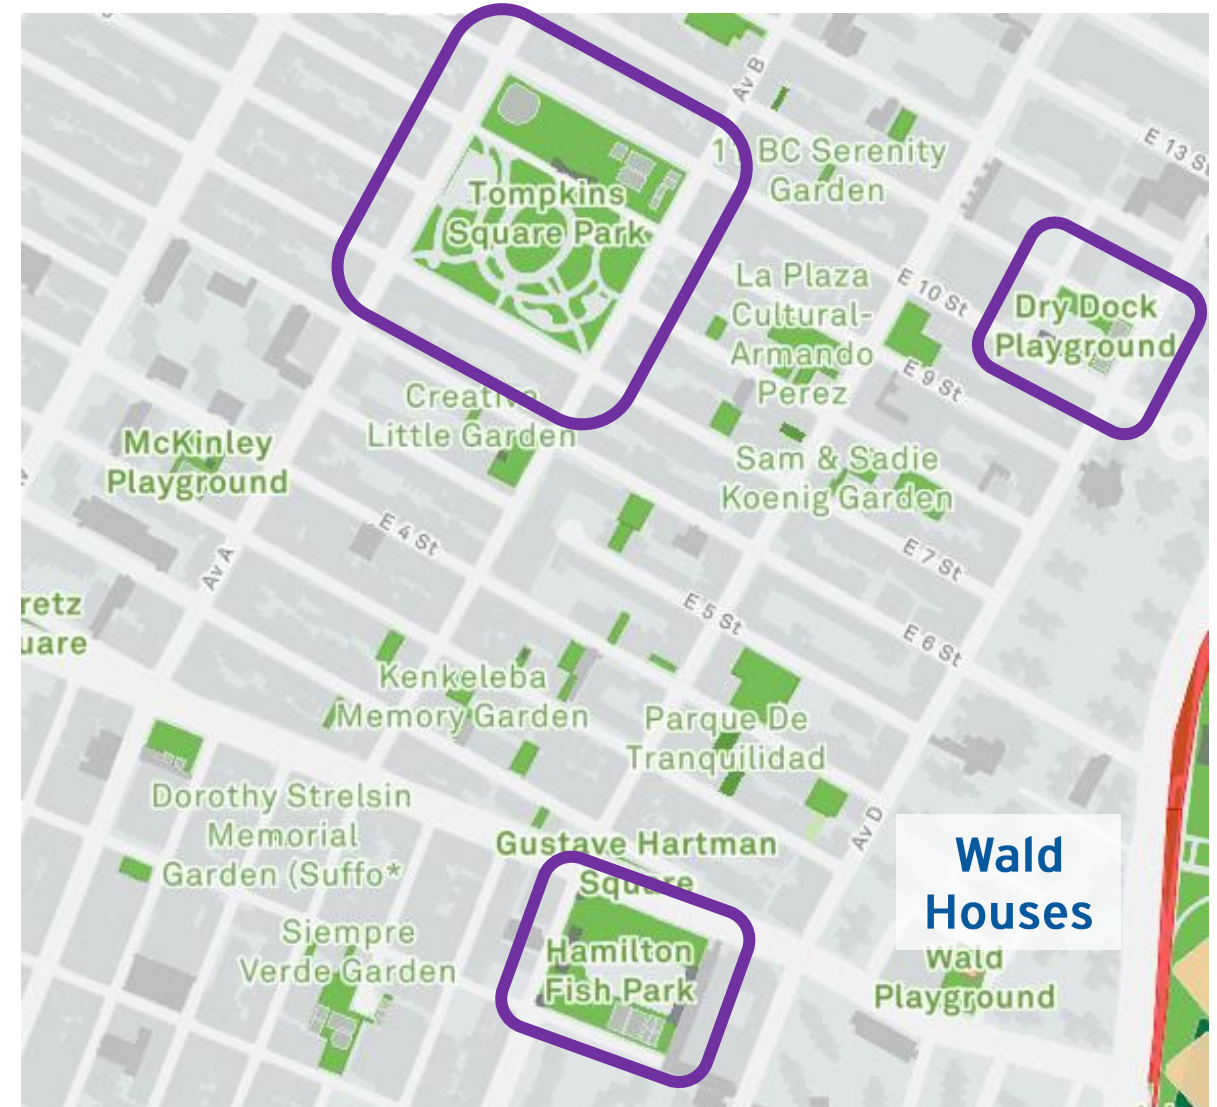 Av B
11 BC Serenity
Garden
E 13 St
Tompkins
Square Park
La Plaza
Cultural-
Armando
Perez
E 10 St
Dry Dock
Playground
E 9 St
Creative
Little Garden
McKinley
Playground
Sam & Sadie
Koenig Garden
E 4 St
Av A
E 7 St
retz
uare
E 5 St
E 6 St
Kenkeleba
Memory Garden
Parque De
Tranquilidad
Dorothy Strelsin
Memorial
Garden (Suffo*
Gustave Hartman
Square
Av D
Wald
Houses
Siempre
Verde Garden
Hamilton
Fish Park
Wald
Playground